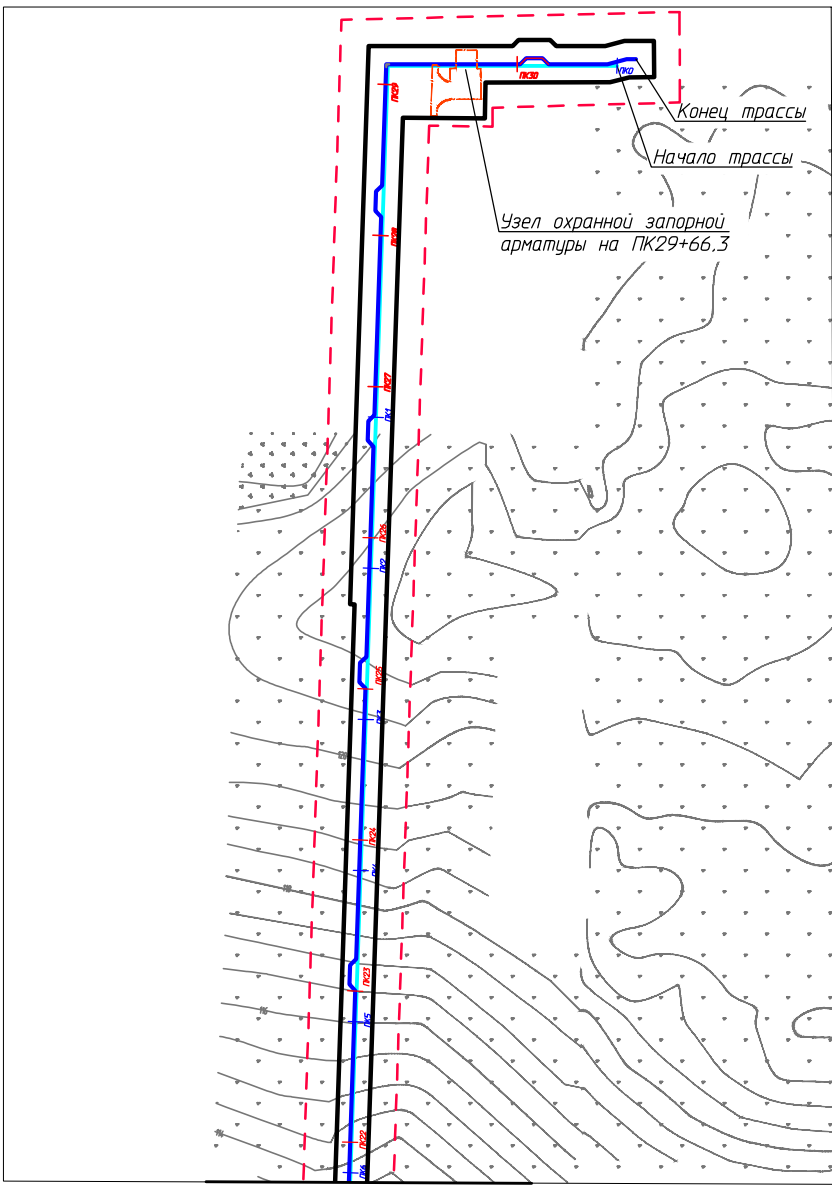 ПК30
ПК0
ПК29
Конец трассы
Начало трассы
Узел охранной запорной
арматуры на ПК29+66,3
ПК28
ПК27
ПК1
ПК26
ПК2
ПК25
ПК3
ПК24
ПК4
ПК23
ПК5
ПК22
ПК6